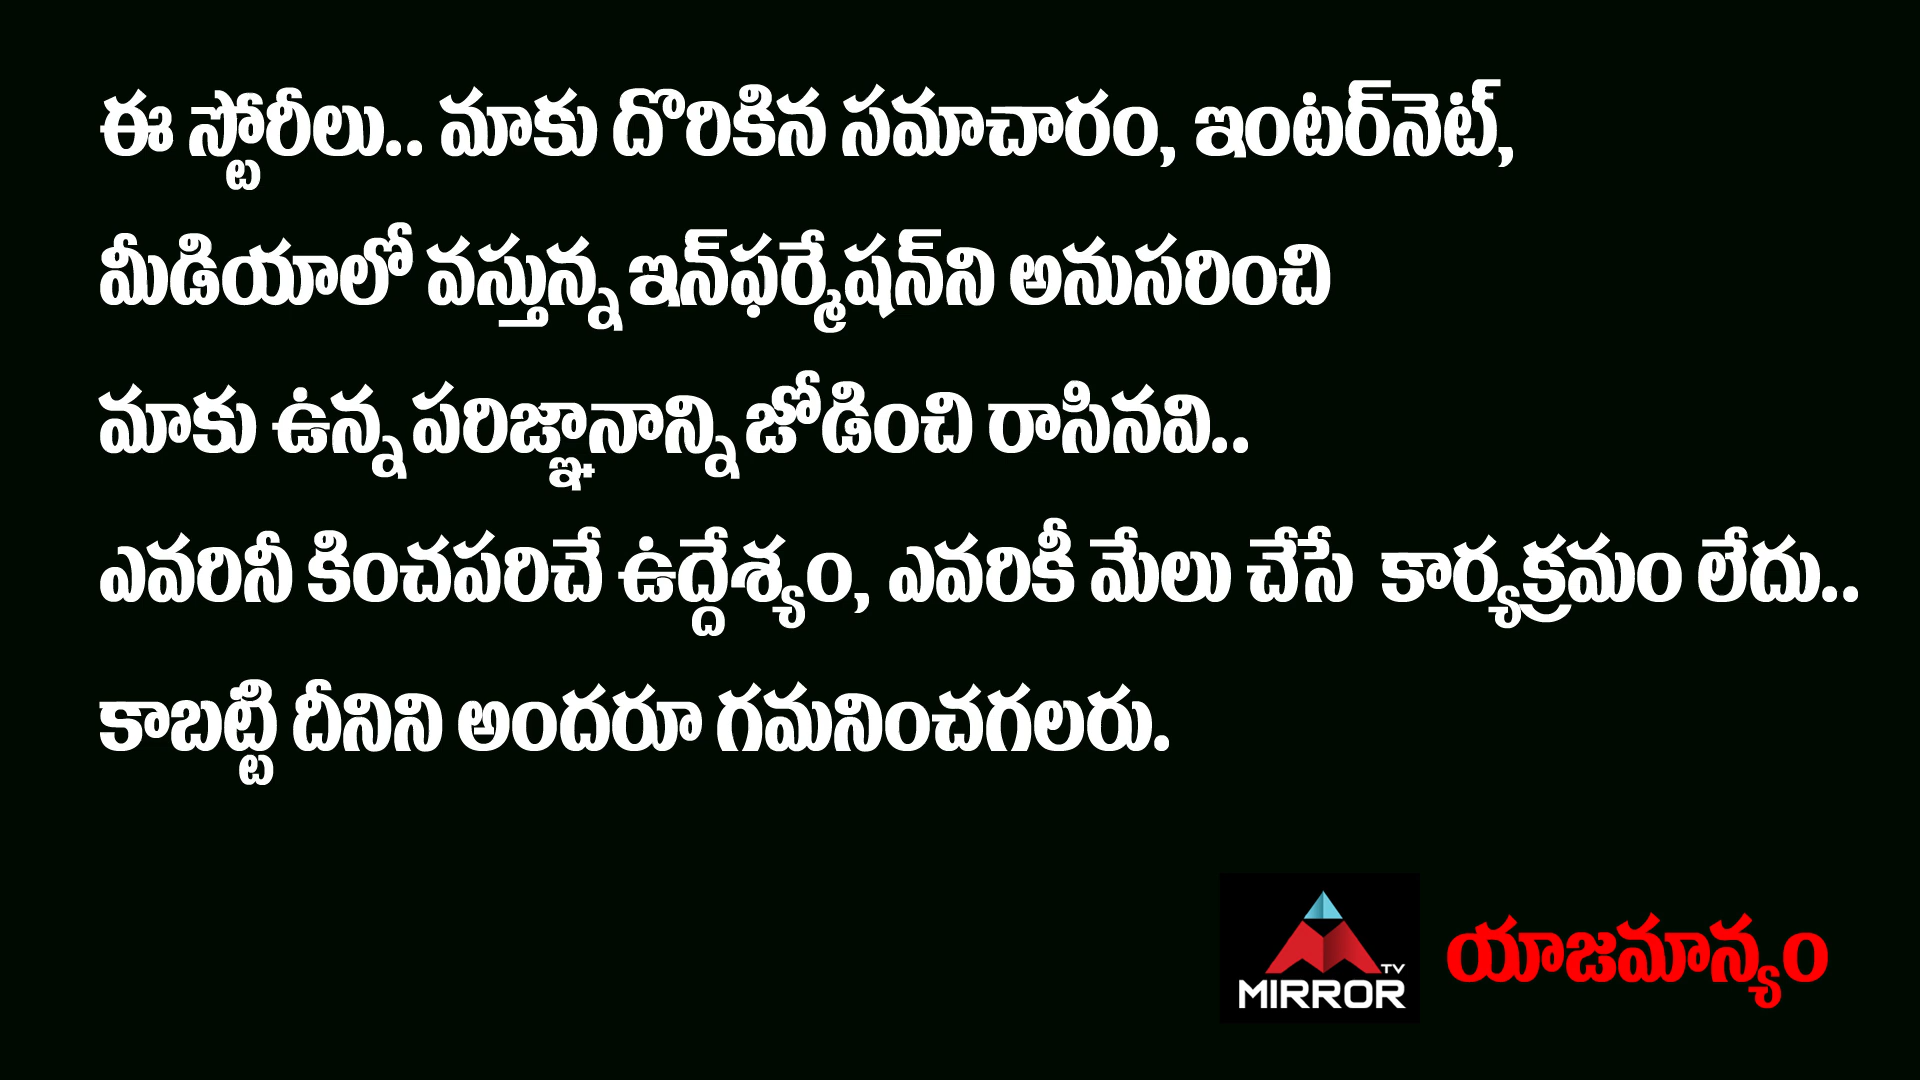 ఈ స్టోరీలు.. మాకు దొరికిన సమాచారం, ఇంటర్‌నెట్,
మీడియాలో వస్తున్న ఇన్‌ఫర్మేషన్‌ని అనుసరించి
మాకు ఉన్న పరిజ్ఞానాన్ని జోడించి రాసినవి..
ఎవరినీ కించపరిచే ఉద్దేశ్యం, ఎవరికీ మేలు చేసే కార్యక్రమం లేదు..
కాబట్టి దీనిని అందరూ గమనించగలరు.
TV
MIRROR
యాజమాన్యం